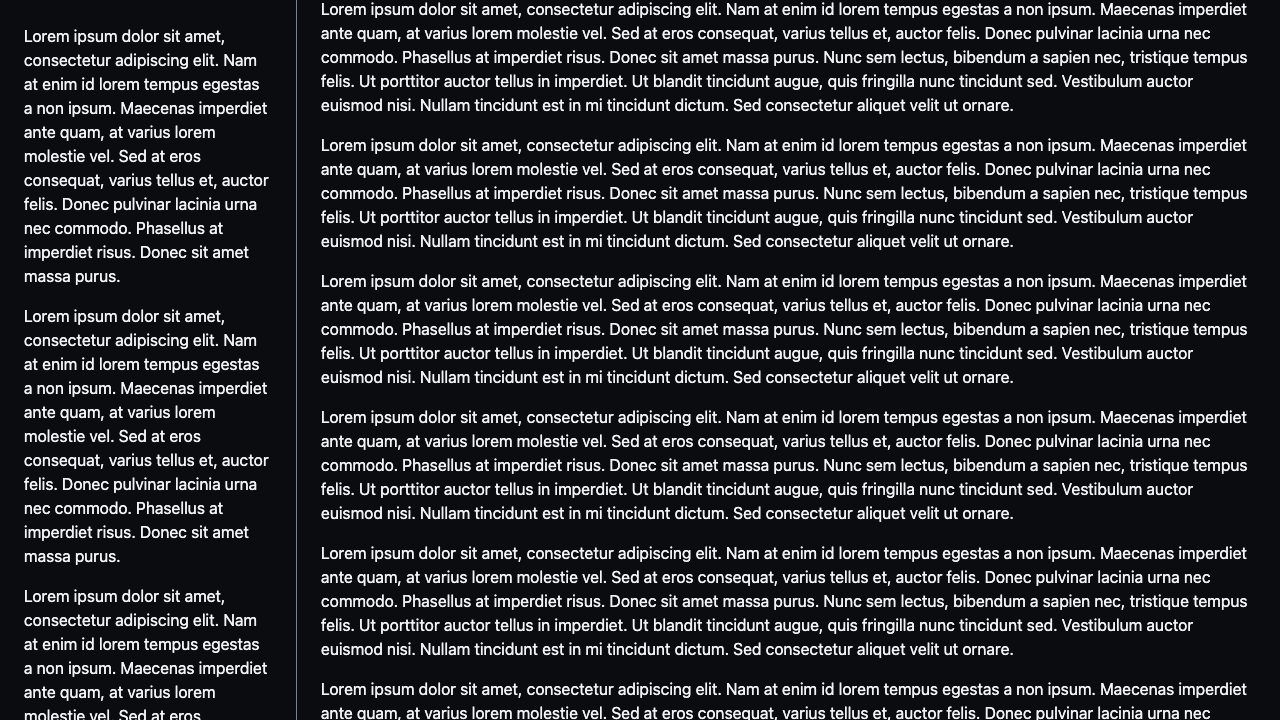 Lorem ipsum dolor sit amet,
consectetur adipiscing elit. Nam
at enim id lorem tempus egestas
a non ipsum. Maecenas imperdiet
ante quam, at varius lorem
molestie vel. Sed at eros
consequat, varius tellus et, auctor
felis. Donec pulvinar lacinia urna
nec commodo. Phasellus at
imperdiet risus. Donec sit amet
massa purus.
Lorem ipsum dolor sit amet,
consectetur adipiscing elit. Nam
at enim id lorem tempus egestas
a non ipsum. Maecenas imperdiet
ante quam, at varius lorem
molestie vel. Sed at eros
consequat, varius tellus et, auctor
felis. Donec pulvinar lacinia urna
nec commodo. Phasellus at
imperdiet risus. Donec sit amet
massa purus.
Lorem ipsum dolor sit amet,
consectetur adipiscing elit. Nam
at enim id lorem tempus egestas
a non ipsum. Maecenas imperdiet
ante quam, at varius lorem
molestie vel. Sed at eros
Lorem ipsum dolor sit amet, consectetur adipiscing elit. Nam at enim id lorem tempus egestas a non ipsum. Maecenas imperdiet
ante quam, at varius lorem molestie vel. Sed at eros consequat, varius tellus et, auctor felis. Donec pulvinar lacinia urna nec
commodo. Phasellus at imperdiet risus. Donec sit amet massa purus. Nunc sem lectus, bibendum a sapien nec, tristique tempus
felis. Ut porttitor auctor tellus in imperdiet. Ut blandit tincidunt augue, quis fringilla nunc tincidunt sed. Vestibulum auctor
euismod nisi. Nullam tincidunt est in mi tincidunt dictum. Sed consectetur aliquet velit ut ornare.
Lorem ipsum dolor sit amet, consectetur adipiscing elit. Nam at enim id lorem tempus egestas a non ipsum. Maecenas imperdiet
ante quam, at varius lorem molestie vel. Sed at eros consequat, varius tellus et, auctor felis. Donec pulvinar lacinia urna nec
commodo. Phasellus at imperdiet risus. Donec sit amet massa purus. Nunc sem lectus, bibendum a sapien nec, tristique tempus
felis. Ut porttitor auctor tellus in imperdiet. Ut blandit tincidunt augue, quis fringilla nunc tincidunt sed. Vestibulum auctor
euismod nisi. Nullam tincidunt est in mi tincidunt dictum. Sed consectetur aliquet velit ut ornare.
Lorem ipsum dolor sit amet, consectetur adipiscing elit. Nam at enim id lorem tempus egestas a non ipsum. Maecenas imperdiet
ante quam, at varius lorem molestie vel. Sed at eros consequat, varius tellus et, auctor felis. Donec pulvinar lacinia urna nec
commodo. Phasellus at imperdiet risus. Donec sit amet massa purus. Nunc sem lectus, bibendum a sapien nec, tristique tempus
felis. Ut porttitor auctor tellus in imperdiet. Ut blandit tincidunt augue, quis fringilla nunc tincidunt sed. Vestibulum auctor
euismod nisi. Nullam tincidunt est in mi tincidunt dictum. Sed consectetur aliquet velit ut ornare.
Lorem ipsum dolor sit amet, consectetur adipiscing elit. Nam at enim id lorem tempus egestas a non ipsum. Maecenas imperdiet
ante quam, at varius lorem molestie vel. Sed at eros consequat, varius tellus et, auctor felis. Donec pulvinar lacinia urna nec
commodo. Phasellus at imperdiet risus. Donec sit amet massa purus. Nunc sem lectus, bibendum a sapien nec, tristique tempus
felis. Ut porttitor auctor tellus in imperdiet. Ut blandit tincidunt augue, quis fringilla nunc tincidunt sed. Vestibulum auctor
euismod nisi. Nullam tincidunt est in mi tincidunt dictum. Sed consectetur aliquet velit ut ornare.
Lorem ipsum dolor sit amet, consectetur adipiscing elit. Nam at enim id lorem tempus egestas a non ipsum. Maecenas imperdiet
ante quam, at varius lorem molestie vel. Sed at eros consequat, varius tellus et, auctor felis. Donec pulvinar lacinia urna nec
commodo. Phasellus at imperdiet risus. Donec sit amet massa purus. Nunc sem lectus, bibendum a sapien nec, tristique tempus
felis. Ut porttitor auctor tellus in imperdiet. Ut blandit tincidunt augue, quis fringilla nunc tincidunt sed. Vestibulum auctor
euismod nisi. Nullam tincidunt est in mi tincidunt dictum. Sed consectetur aliquet velit ut ornare.
Lorem ipsum dolor sit amet, consectetur adipiscing elit. Nam at enim id lorem tempus egestas a non ipsum. Maecenas imperdiet
ante quam, at varius lorem molestie vel. Sed at eros consequat, varius tellus et, auctor felis. Donec pulvinar lacinia urna nec